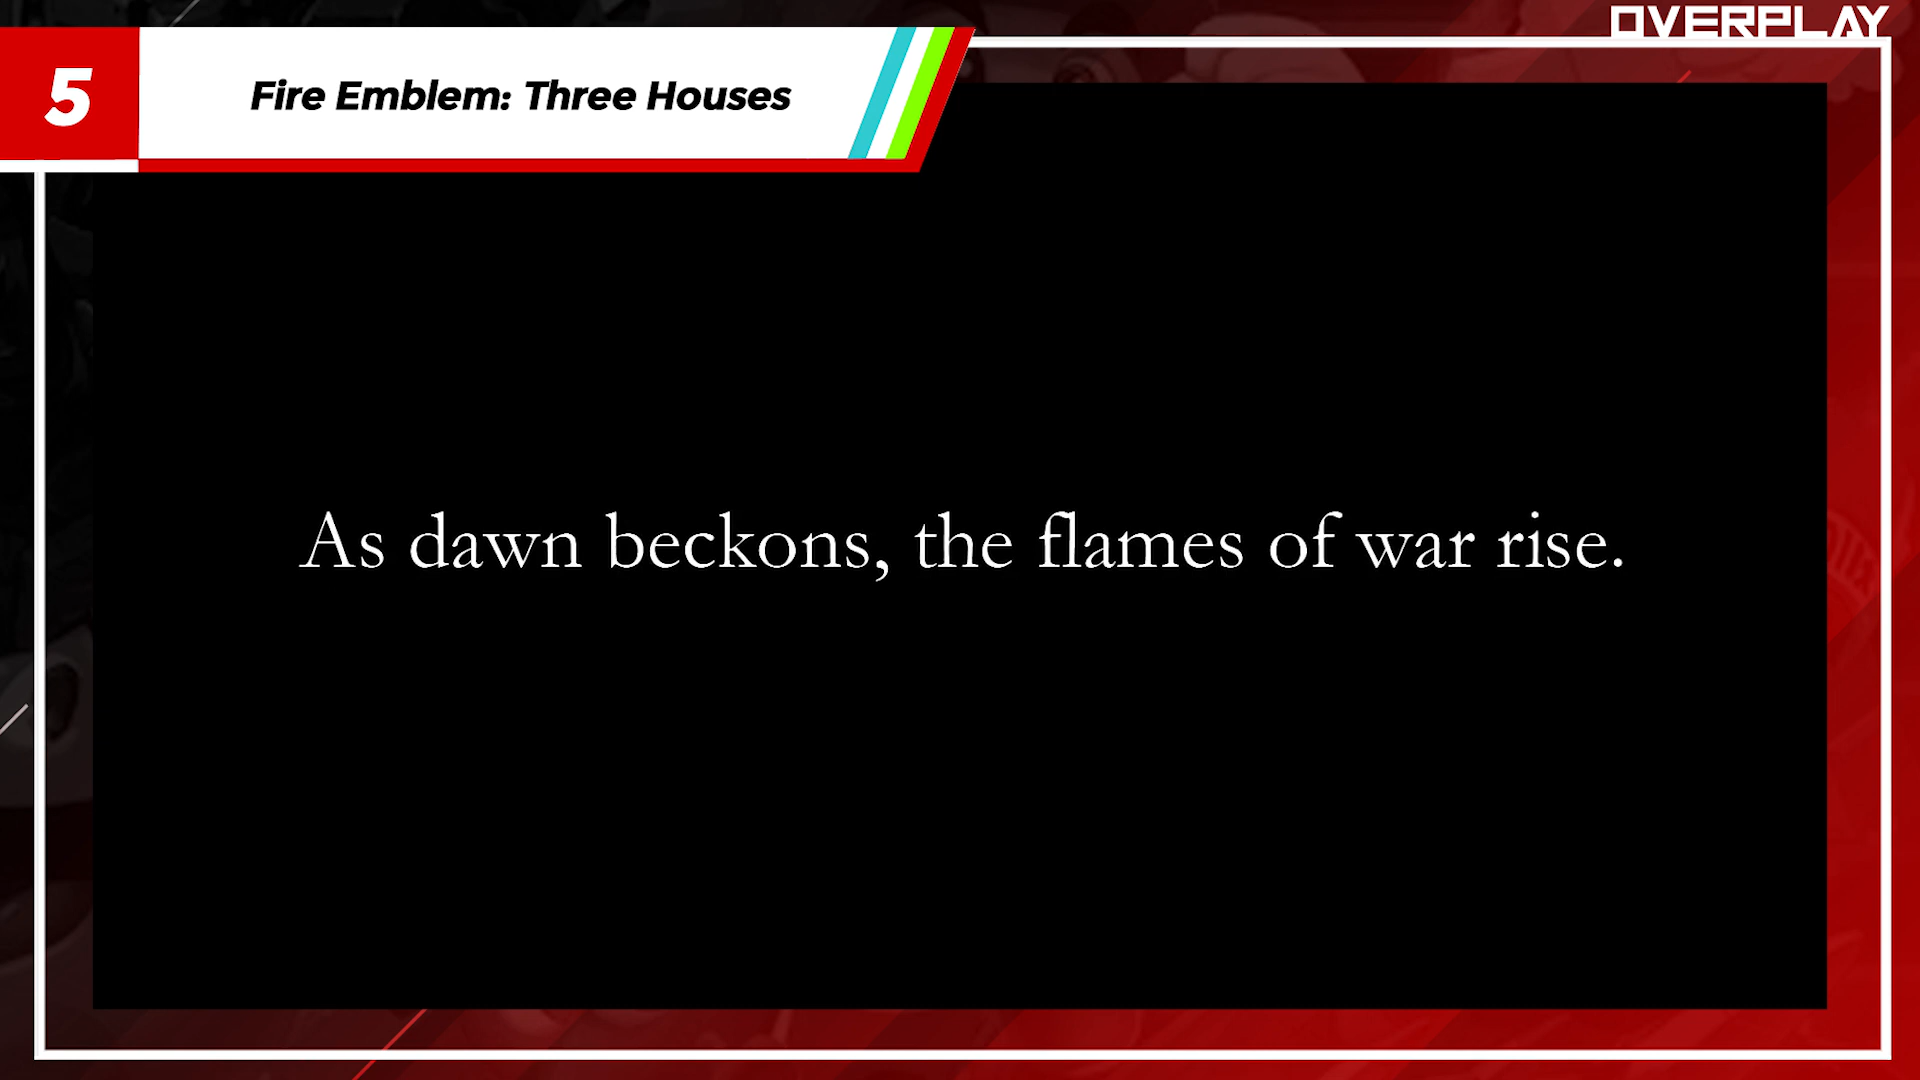 OVERPLAY
5
Fire Emblem: Three Houses
As dawn beckons, the flames of war rise.